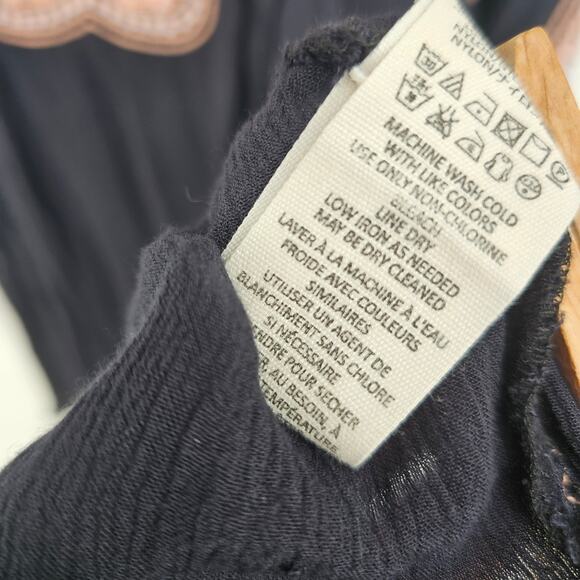 MACHINE WASH COLD
WITH LIKE COLORS
USE ONLY NON-CHLORINE
BLEACH
LINE DRY
LOW IRON AS NEEDED
MAY BE DRY CLEANED
LAVER À LA MACHINE À L'EAU
FROIDE AVEC COULEURS
SIMILAIRES
UTILISER UN AGENT DE
BLANCHIMENT SANS CHLORE
SI NÉCESSAIRE
ENDRE POUR SÉCHER
AU BESOIN, À
TEMPÉRATURE